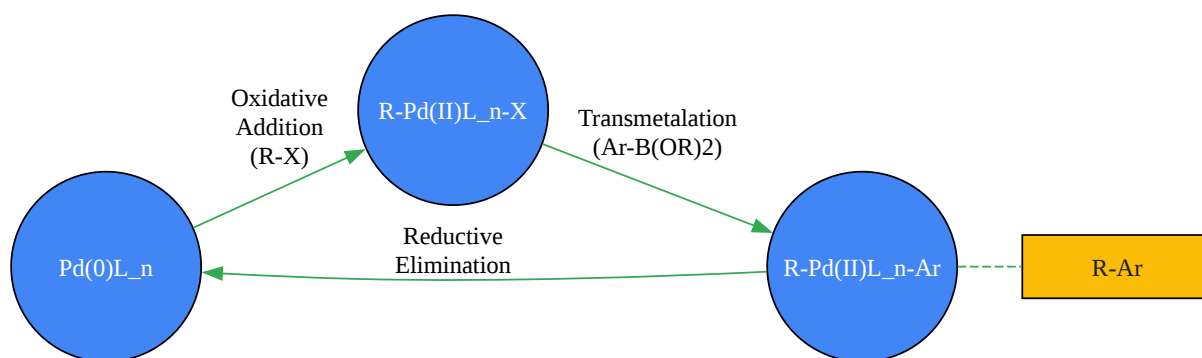 Oxidative
Addition
(R-X)
R-Pd(II)L_n-X
Transmetalation
(Ar-B(OR)2)
Pd(0)L_n
Reductive
Elimination
R-Pd(II)L_n-Ar
R-Ar